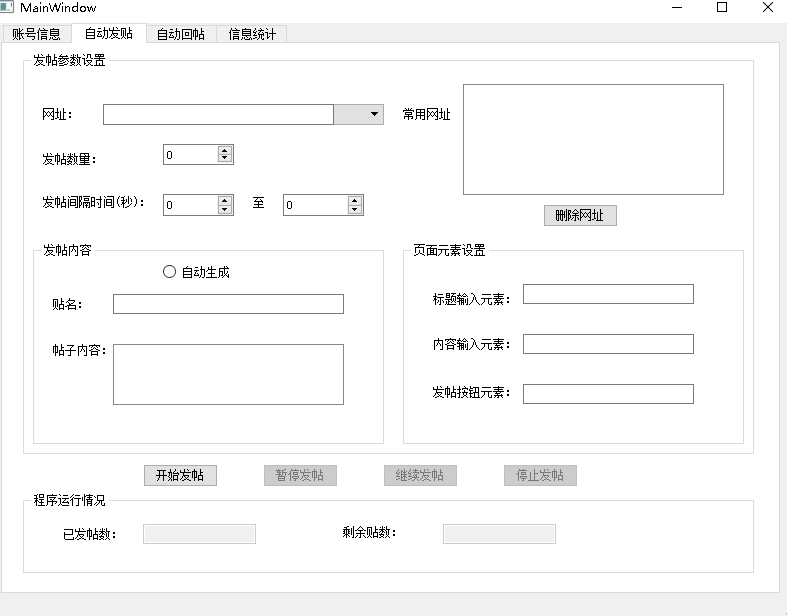 MainWindow
账号信息 自动发贴 自动回帖 信息统计
发帖参数设置
网址： 常用网址
发帖数量： 0
发帖间隔时间(秒)： 0 至 0
删除网址
发帖内容 页面元素设置
自动生成
贴名： 标题输入元素：
帖子内容： 内容输入元素：
发帖按钮元素：
开始发帖 暂停发帖 继续发帖 停止发帖
程序运行情况
已发帖数： 剩余贴数：